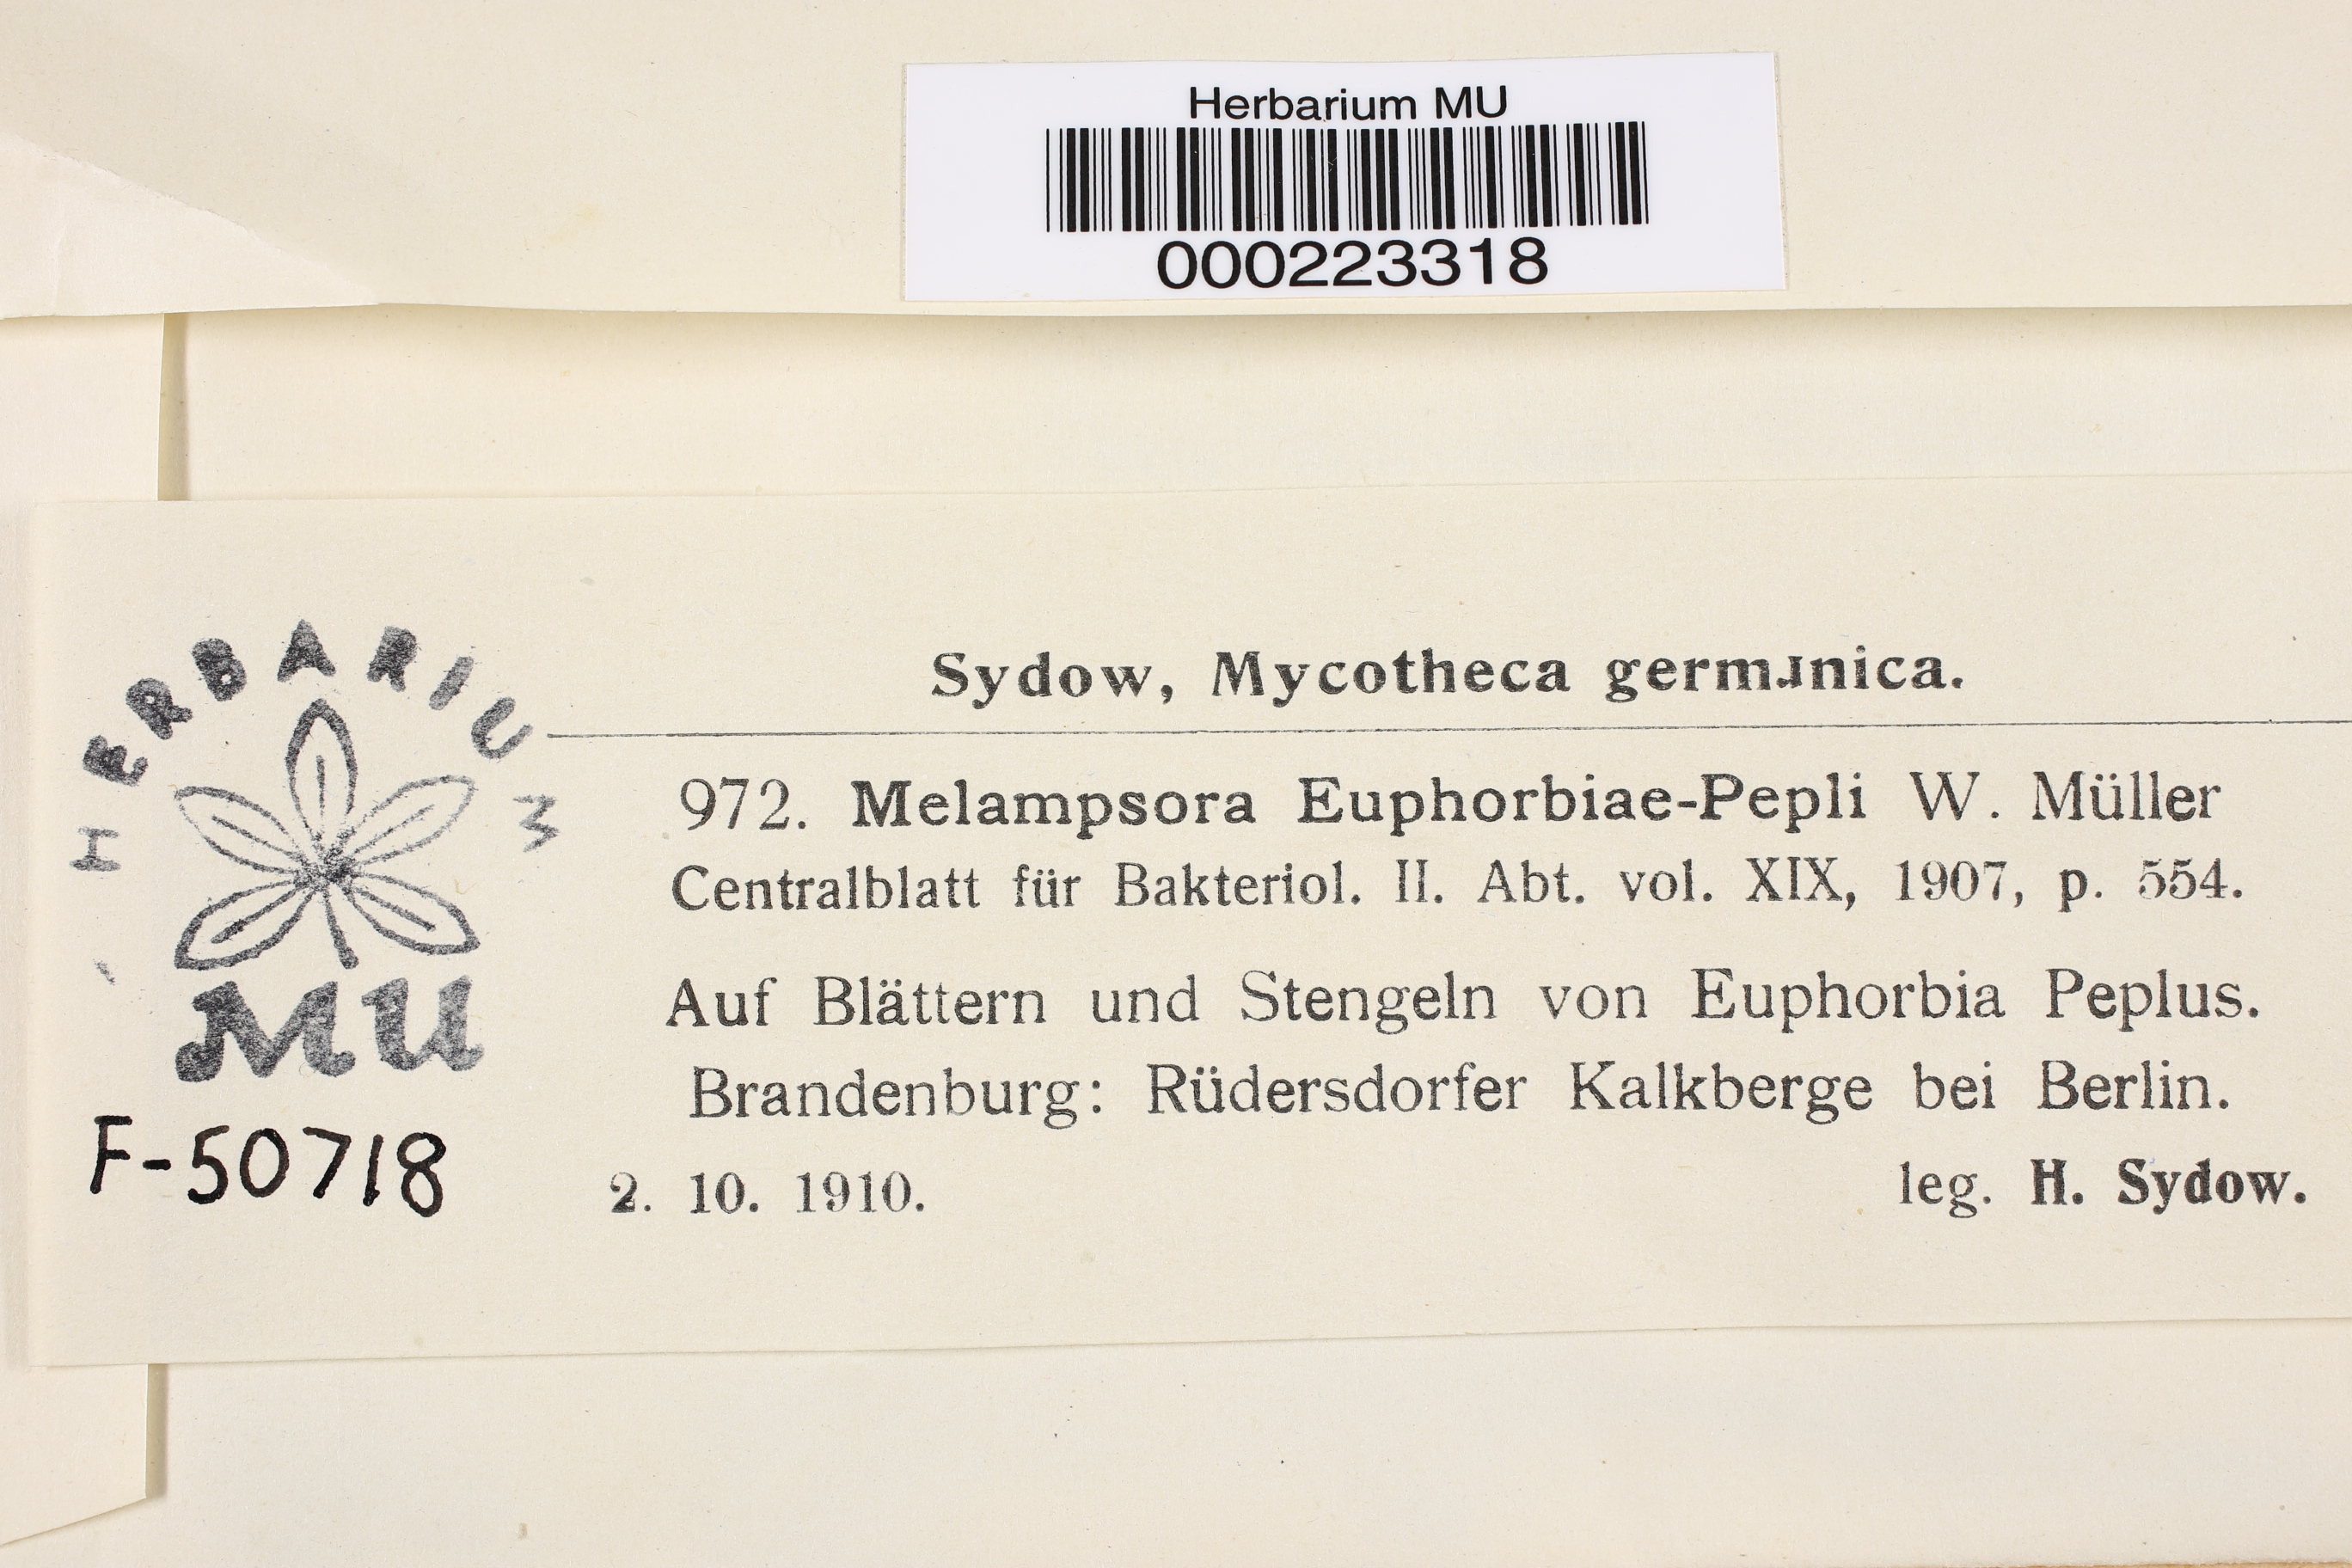 Herbarium MU
000223318
HERBARIUM
MU
F-50718
Sydow, Mycotheca germanica.
972. Melampsora Euphorbiae-Pepli W. Müller
Centralblatt für Bakteriol. II. Abt. vol. XIX, 1907, p. 554.
Auf Blättern und Stengeln von Euphorbia Peplus.
Brandenburg: Rüdersdorfer Kalkberge bei Berlin.
2. 10. 1910. leg. H. Sydow.